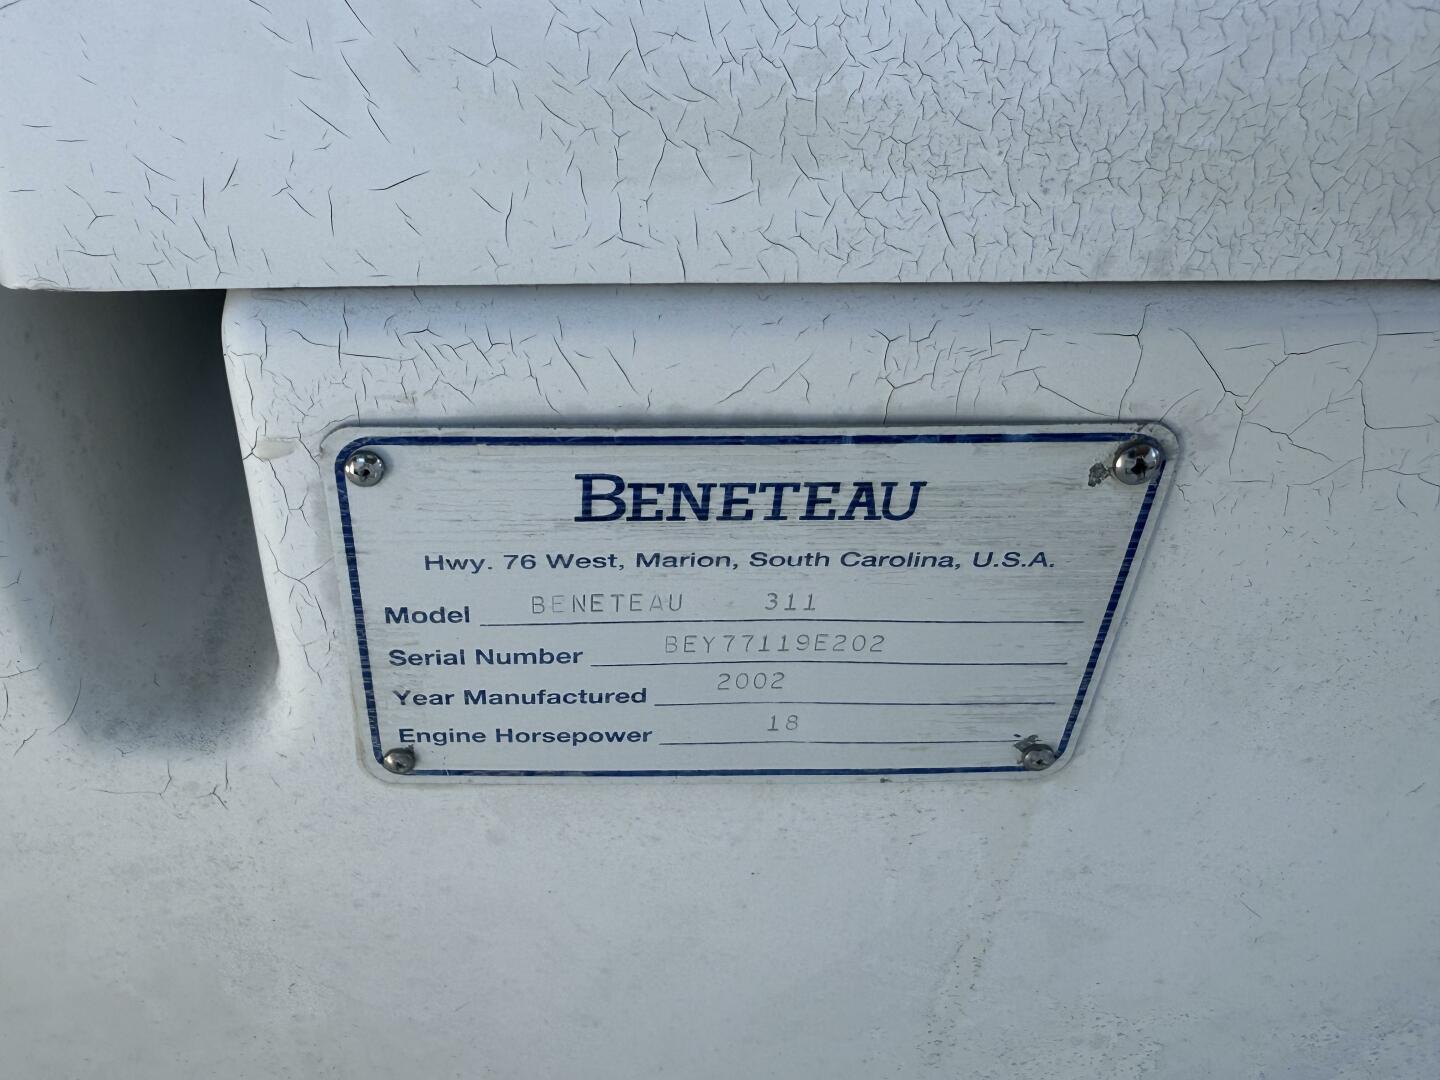 BENETEAU
Hwy. 76 West, Marion, South Carolina, U.S.A.
Model BENETEAU 311
Serial Number BEY77119E202
Year Manufactured 2002
Engine Horsepower 18